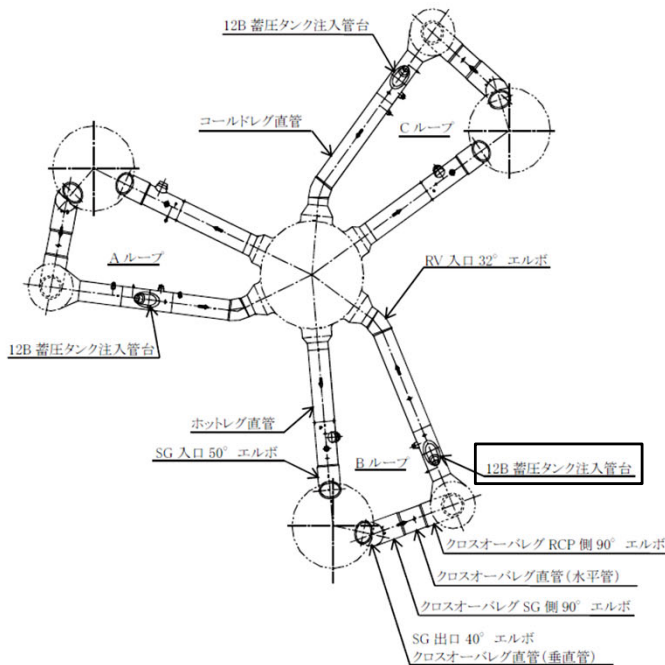 12B 蓄圧タンク注入管台
コールドレグ直管
Cループ
Aループ
RV 入口 32° エルボ
12B 蓄圧タンク注入管台
ホットレグ直管
SG 入口 50° エルボ
Bループ
12B 蓄圧タンク注入管台
クロスオーバレグ RCP 側 90° エルボ
クロスオーバレグ直管(水平管)
クロスオーバレグ SG 側 90° エルボ
SG 出口 40° エルボ
クロスオーバレグ直管(垂直管)